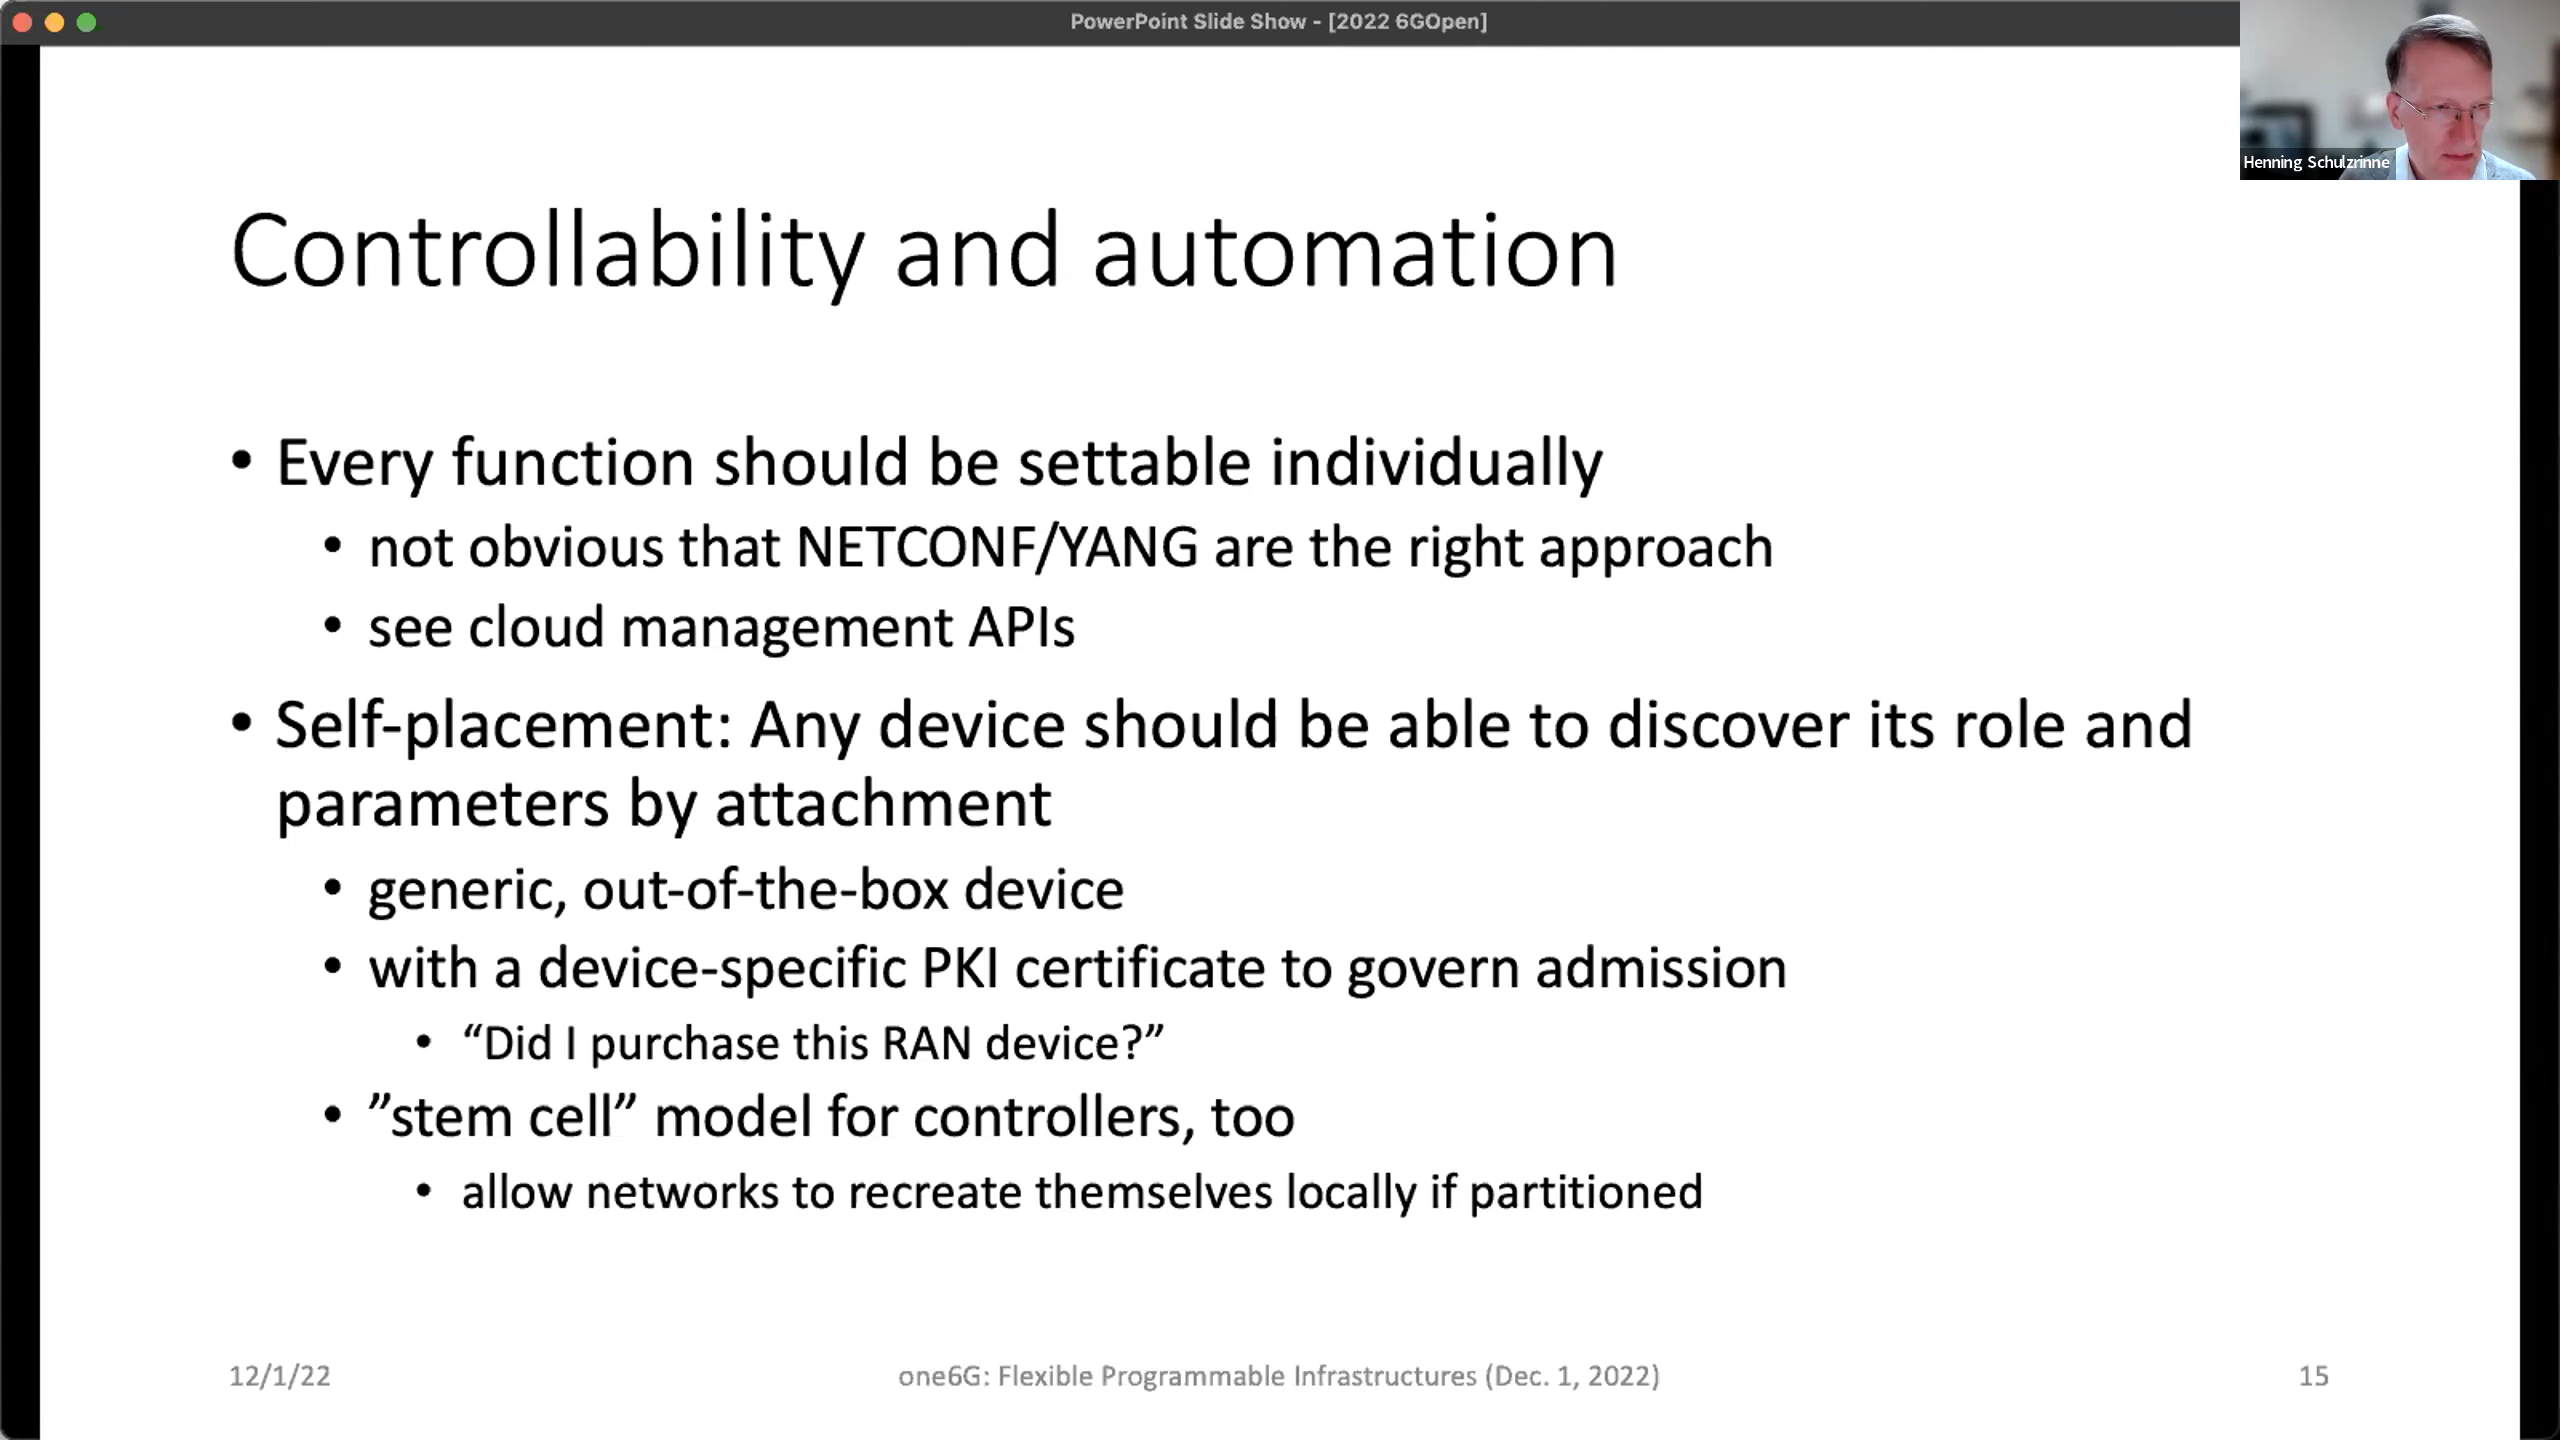 PowerPoint Slide Show - [2022 6GOpen]
Henning Schulzrinne
Controllability and automation
• Every function should be settable individually
• not obvious that NETCONF/YANG are the right approach
• see cloud management APIs
• Self-placement: Any device should be able to discover its role and
parameters by attachment
• generic, out-of-the-box device
• with a device-specific PKI certificate to govern admission
• “Did I purchase this RAN device?”
• ”stem cell” model for controllers, too
• allow networks to recreate themselves locally if partitioned
12/1/22
one6G: Flexible Programmable Infrastructures (Dec. 1, 2022)
15